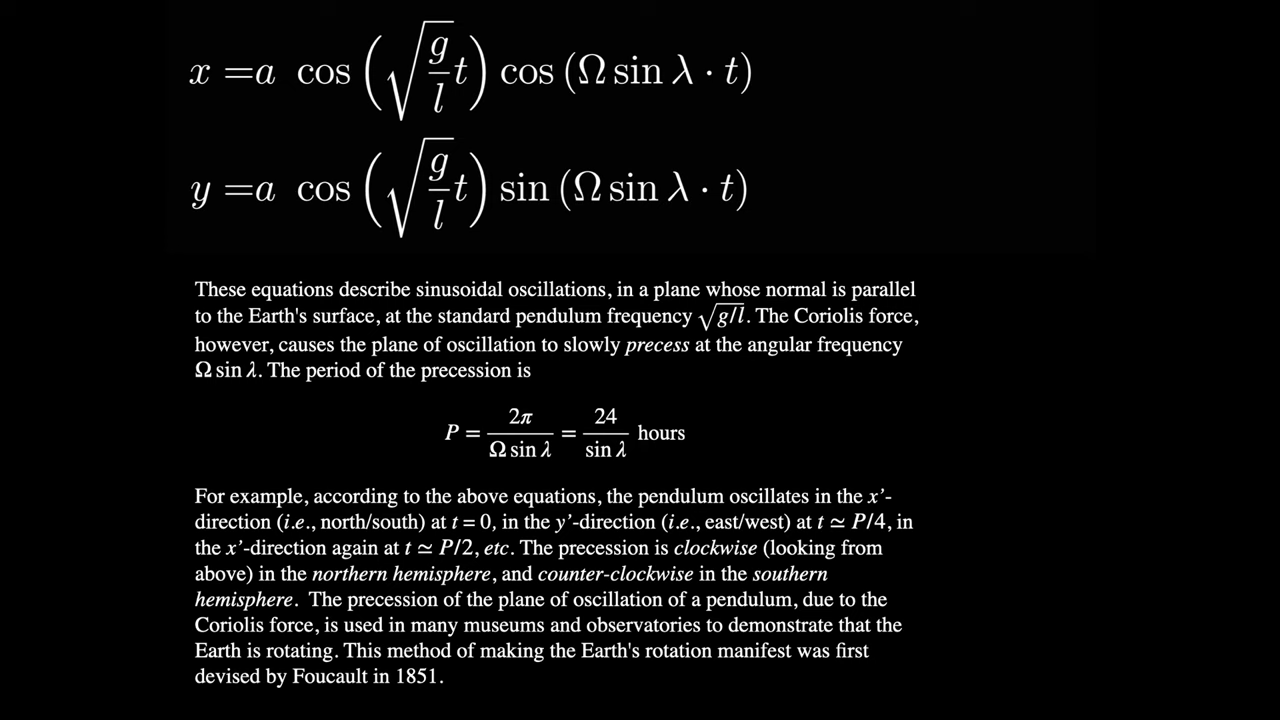 x = a cos(√(g/l) t) cos (Ω sin λ · t)
y = a cos(√(g/l) t) sin (Ω sin λ · t)
These equations describe sinusoidal oscillations, in a plane whose normal is parallel
to the Earth's surface, at the standard pendulum frequency √g/l. The Coriolis force,
however, causes the plane of oscillation to slowly precess at the angular frequency
Ω sin λ. The period of the precession is
P = 2π / (Ω sin λ) = 24 / (sin λ) hours
For example, according to the above equations, the pendulum oscillates in the x’-
direction (i.e., north/south) at t = 0, in the y’-direction (i.e., east/west) at t ≃ P/4, in
the x’-direction again at t ≃ P/2, etc. The precession is clockwise (looking from
above) in the northern hemisphere, and counter-clockwise in the southern
hemisphere. The precession of the plane of oscillation of a pendulum, due to the
Coriolis force, is used in many museums and observatories to demonstrate that the
Earth is rotating. This method of making the Earth's rotation manifest was first
devised by Foucault in 1851.